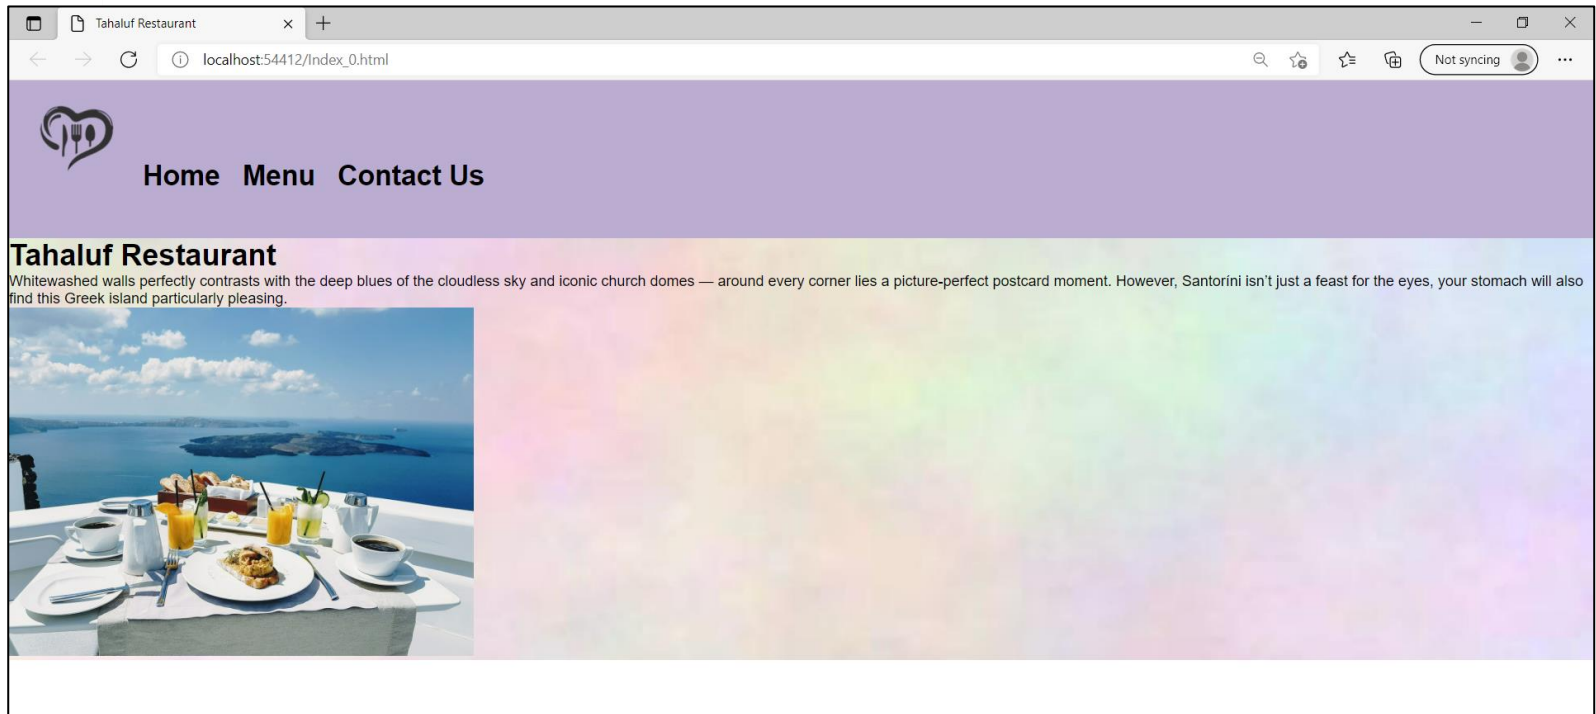 Tahaluf Restaurant
localhost:54412/Index_0.html
Not syncing
Home Menu Contact Us
Tahaluf Restaurant
Whitewashed walls perfectly contrasts with the deep blues of the cloudless sky and iconic church domes — around every corner lies a picture-perfect postcard moment. However, Santoríni isn’t just a feast for the eyes, your stomach will also
find this Greek island particularly pleasing.